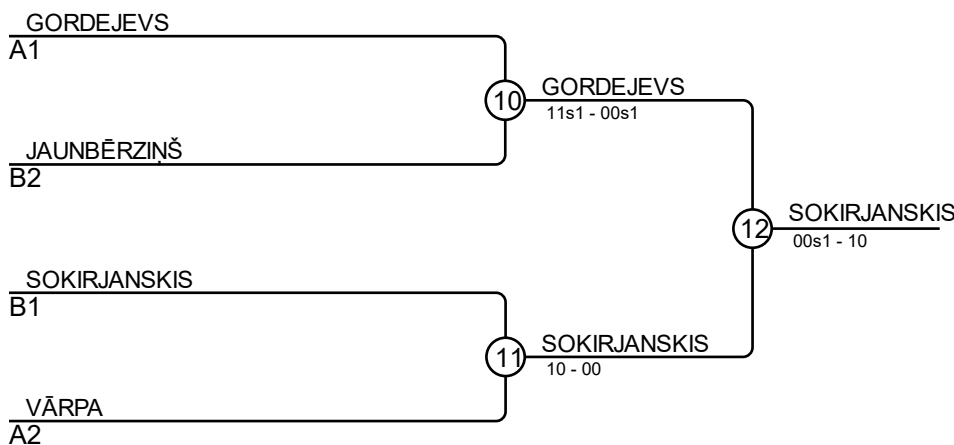 GORDEJEVS
A1
10
GORDEJEVS
11s1 - 00s1
JAUNBĒRZIŅŠ
B2
12
SOKIRJANSKIS
00s1 - 10
SOKIRJANSKIS
B1
11
SOKIRJANSKIS
10 - 00
VĀRPA
A2